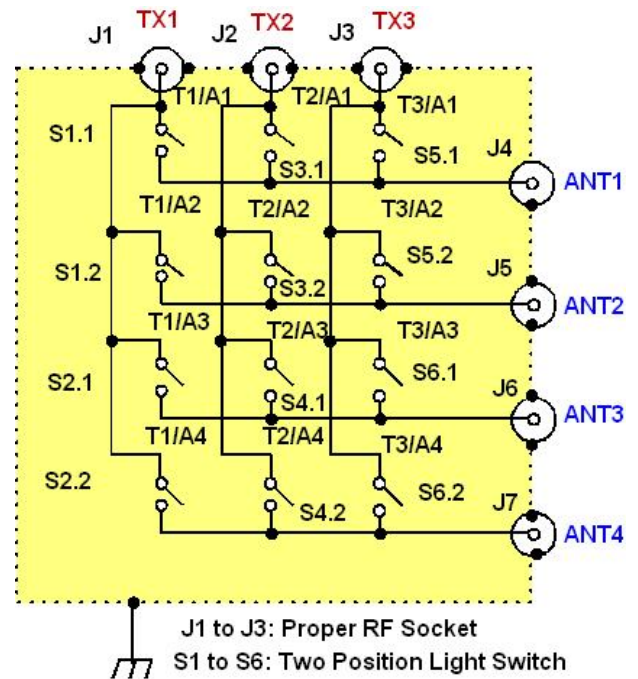 J1 TX1 J2 TX2 J3 TX3
T1/A1 T2/A1 T3/A1
S1.1 S3.1 S5.1 J4
ANT1
T1/A2 T2/A2 T3/A2
S1.2 S3.2 S5.2 J5
ANT2
T1/A3 T2/A3 T3/A3
S2.1 S4.1 S6.1 J6
ANT3
T1/A4 T2/A4 T3/A4
S2.2 S4.2 S6.2 J7
ANT4
J1 to J3: Proper RF Socket
S1 to S6: Two Position Light Switch